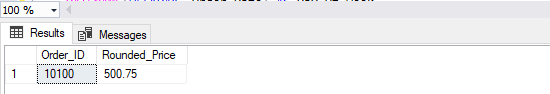 100 %
Results Messages
Order_ID Rounded_Price
1 10100 500.75